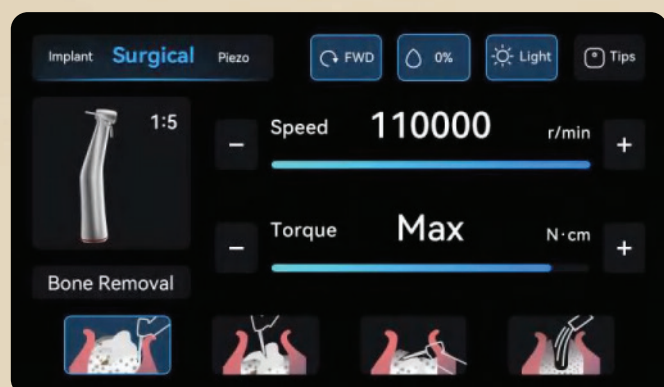 Implant Surgical Piezo FWD 0% Light Tips
1:5
Speed 110000 r/min
Torque Max N·cm
Bone Removal